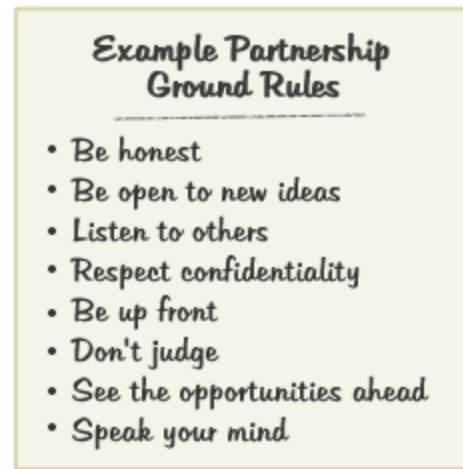 Example Partnership
Ground Rules
• Be honest
• Be open to new ideas
• Listen to others
• Respect confidentiality
• Be up front
• Don't judge
• See the opportunities ahead
• Speak your mind